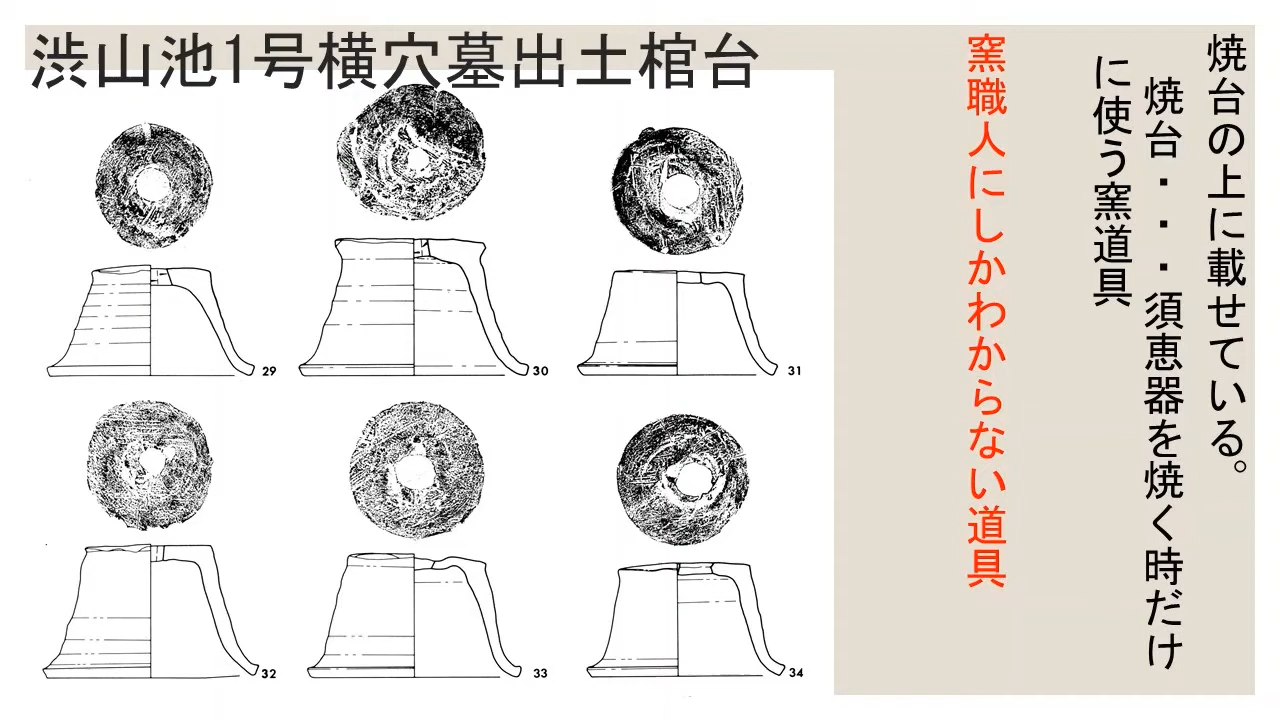 渋山池1号横穴墓出土棺台
焼台の上に載せている。
焼台・・・須恵器を焼く時だけ
に使う窯道具
窯職人にしかわからない道具
29
30
31
32
33
34